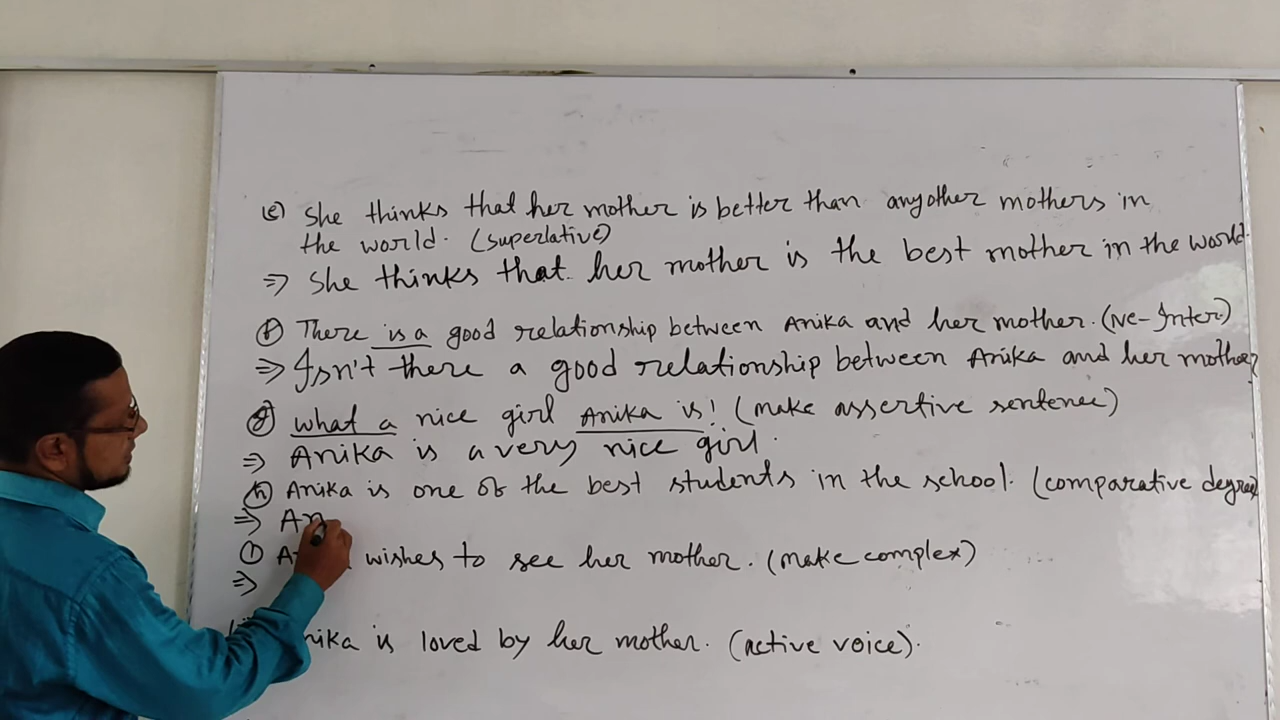 (e) She thinks that her mother is better than anyother mothers in
the world. (superlative)
⇒ She thinks that her mother is the best mother in the world.
(f) There is a good relationship between Anika and her mother. (Ne-Inter)
⇒ Isn't there a good relationship between Anika and her mother?
(g) what a nice girl Anika is! (make assertive sentence)
⇒ Anika is a very nice girl.
(h) Anika is one of the best students in the school. (comparative degree)
⇒ An
(i) wishes to see her mother. (make complex)
⇒
is loved by her mother. (active voice).